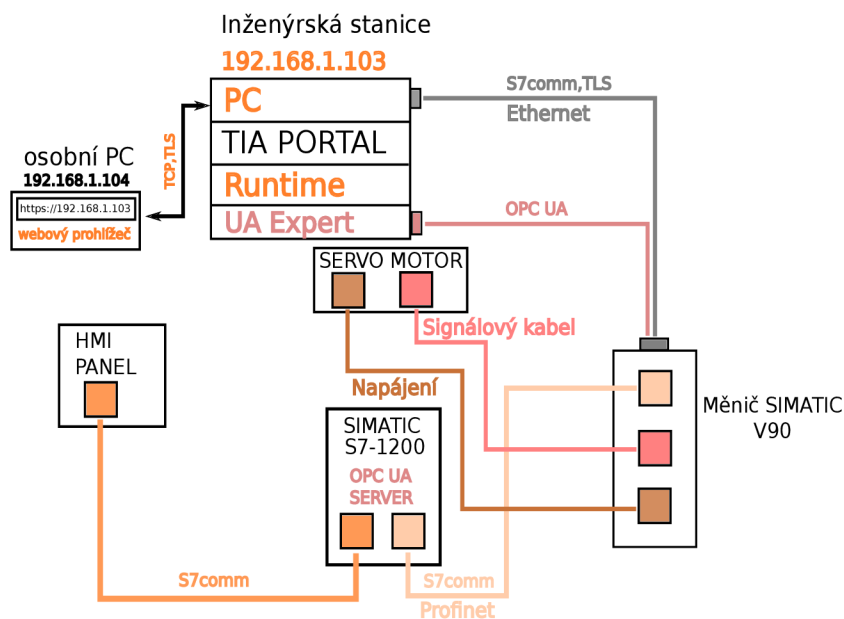 Inženýrská stanice
192.168.1.103
PC
TIA PORTAL
Runtime
UA Expert
S7comm,TLS
Ethernet
OPC UA
TCP,TLS
osobní PC
192.168.1.104
https://192.168.1.103
webový prohlížeč
SERVO MOTOR
Signálový kabel
Napájení
HMI
PANEL
SIMATIC
S7-1200
OPC UA
SERVER
Měnič SIMATIC
V90
S7comm
S7comm
Profinet